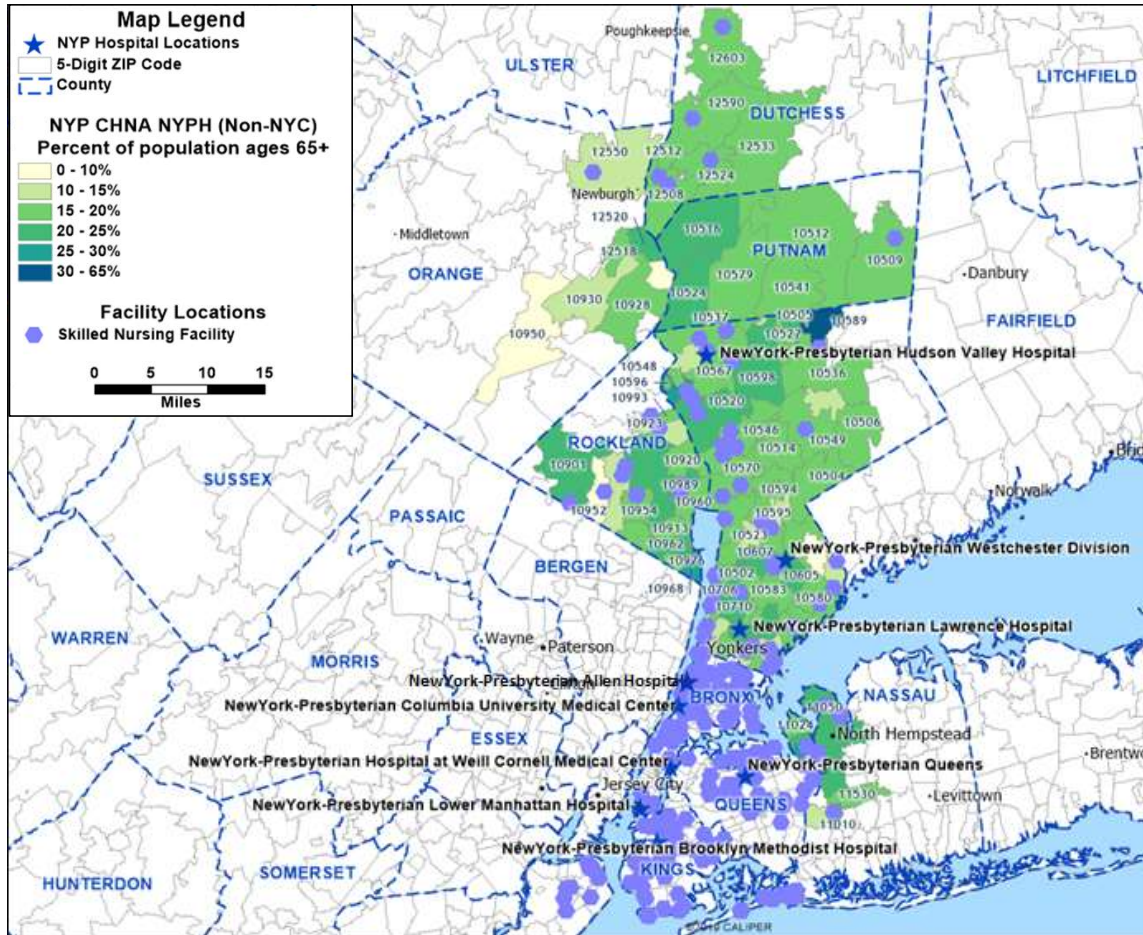 Map Legend
NYP Hospital Locations
5-Digit ZIP Code
County
NYP CHNA NYPH (Non-NYC)
Percent of population ages 65+
0 - 10%
10 - 15%
15 - 20%
20 - 25%
25 - 30%
30 - 65%
Facility Locations
Skilled Nursing Facility
0 5 10 15
Miles
Poughkeepsie
12603
ULSTER
LITCHFIELD
12590
DUTCHESS
12550
12512
12533
12524
Newburgh
12508
12520
Middletown
10516
10512
12518
PUTNAM
10509
ORANGE
10579
Danbury
10930
10928
10524
10541
10517
10505
10589
FAIRFIELD
10950
10527
NewYork-Presbyterian Hudson Valley Hospital
10548
10567
10596
10598
10536
10993
10520
10923
10506
ROCKLAND
10546
10549
10514
10901
10920
10570
10504
SUSSEX
10989
10594
Norwalk
10952
10954
10960
PASSAIC
10595
10913
10523
10962
10607
NewYork-Presbyterian Westchester Division
BERGEN
10976
10502
10605
10968
10706
10583
10580
10710
NewYork-Presbyterian Lawrence Hospital
WARREN
Wayne
Yonkers
Paterson
MORRIS
NewYork-Presbyterian Allen Hospital
BRONX
NASSAU
NewYork-Presbyterian Columbia University Medical Center
11050
11024
North Hempstead
ESSEX
NewYork-Presbyterian Hospital at Weill Cornell Medical Center
NewYork-Presbyterian Queens
Brentw
Jersey City
11530
NewYork-Presbyterian Lower Manhattan Hospital
QUEENS
Levittown
11010
NewYork-Presbyterian Brooklyn Methodist Hospital
HUNTERDON
SOMERSET
KINGS
©2019 CALIPER